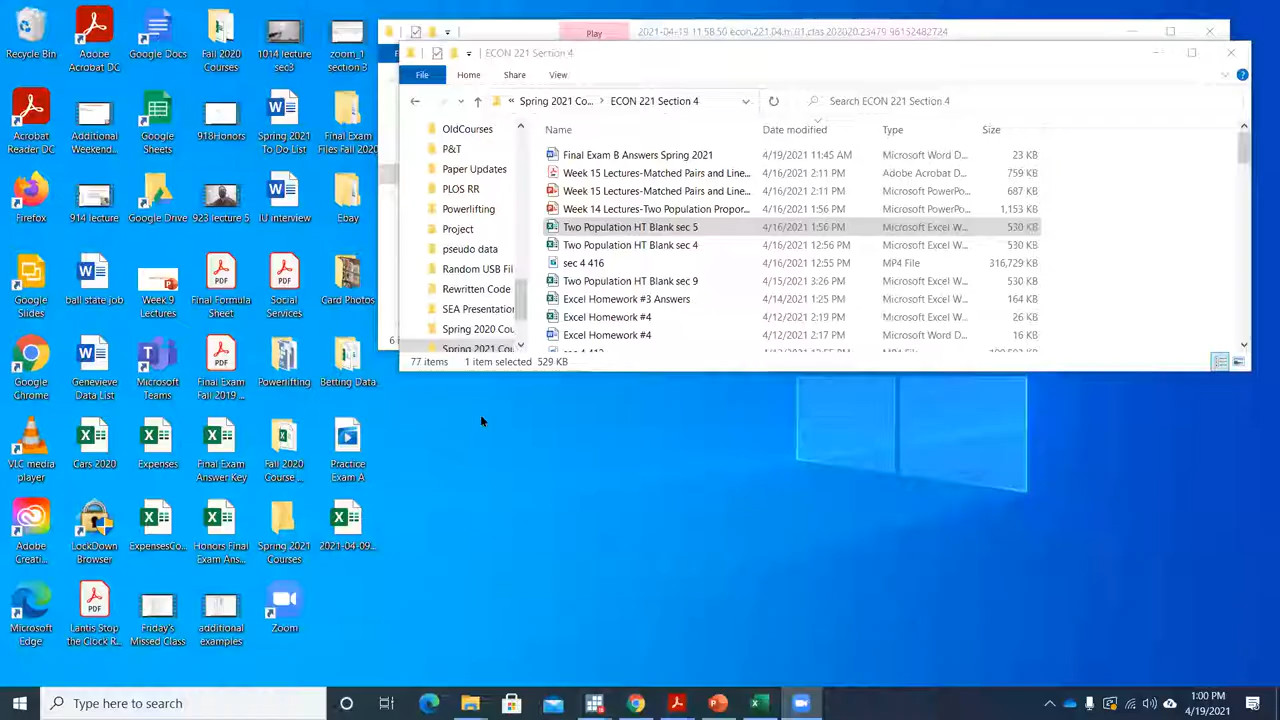 Recycle Bin
Adobe Acrobat DC
Google Docs
Fall 2020 Courses
1014 lecture sec3
zoom_1 section 3
Acrobat Reader DC
Additional Weekend...
Google Sheets
918Honors
Spring 2021 To Do List
Final Exam Files Fall 2020
Firefox
914 lecture
Google Drive
923 lecture 5
IU interview
Ebay
Google Slides
ball state job
Week 9 Lectures
Final Formula Sheet
Social Services
Card Photos
Google Chrome
Genevieve Data List
Microsoft Teams
Final Exam Fall 2019 ...
Powerlifting
Betting Data
VLC media player
Cars 2020
Expenses
Final Exam Answer Key
Fall 2020 Course ...
Practice Exam A
Adobe Creati...
LockDown Browser
ExpensesCo...
Honors Final Exam Ans...
Spring 2021 Courses
2021-04-09...
Microsoft Edge
Lantis Stop the Clock R...
Friday's Missed Class
additional examples
Zoom
Play
ECON 221 Section 4
File Home Share View
« Spring 2021 Co... › ECON 221 Section 4
Search ECON 221 Section 4
OldCourses
P&T
Paper Updates
PLOS RR
Powerlifting
Project
pseudo data
Random USB Fil
Rewritten Code
SEA Presentation
Spring 2020 Cou
Spring 2021 Cou
Name Date modified Type Size
Final Exam B Answers Spring 2021 4/19/2021 11:45 AM Microsoft Word D... 23 KB
Week 15 Lectures-Matched Pairs and Line... 4/16/2021 2:11 PM Adobe Acrobat D... 759 KB
Week 15 Lectures-Matched Pairs and Line... 4/16/2021 2:11 PM Microsoft PowerPo... 687 KB
Week 14 Lectures-Two Population Propor... 4/16/2021 1:56 PM Microsoft PowerPo... 1,153 KB
Two Population HT Blank sec 5 4/16/2021 1:56 PM Microsoft Excel W... 530 KB
Two Population HT Blank sec 4 4/16/2021 12:56 PM Microsoft Excel W... 530 KB
sec 4 416 4/16/2021 12:55 PM MP4 File 316,729 KB
Two Population HT Blank sec 9 4/15/2021 3:26 PM Microsoft Excel W... 530 KB
Excel Homework #3 Answers 4/14/2021 1:25 PM Microsoft Excel W... 164 KB
Excel Homework #4 4/12/2021 2:19 PM Microsoft Excel W... 26 KB
Excel Homework #4 4/12/2021 2:17 PM Microsoft Word D... 16 KB
77 items 1 item selected 529 KB
Type here to search
1:00 PM
4/19/2021